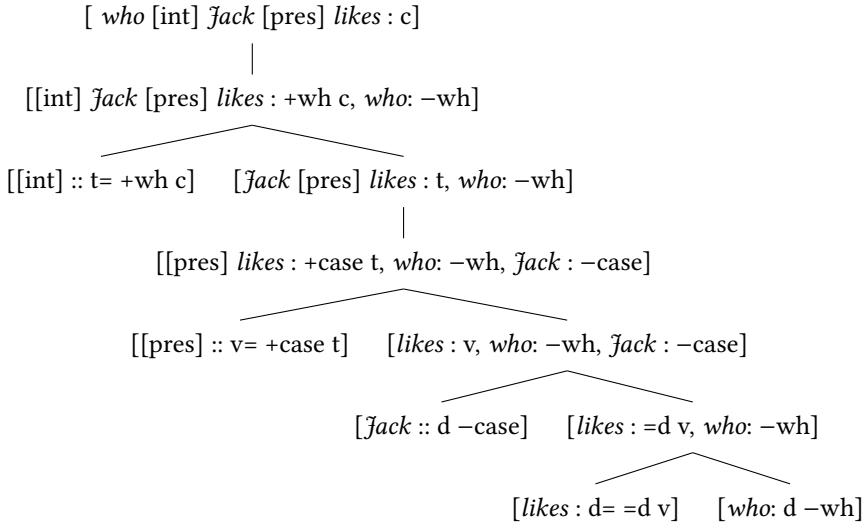 [ who [int] Jack [pres] likes : c]
[[int] Jack [pres] likes : +wh c, who: −wh]
[[int] :: t= +wh c] [Jack [pres] likes : t, who: −wh]
[[pres] likes : +case t, who: −wh, Jack : −case]
[[pres] :: v= +case t] [likes : v, who: −wh, Jack : −case]
[Jack :: d −case] [likes : =d v, who: −wh]
[likes : d= =d v] [who: d −wh]